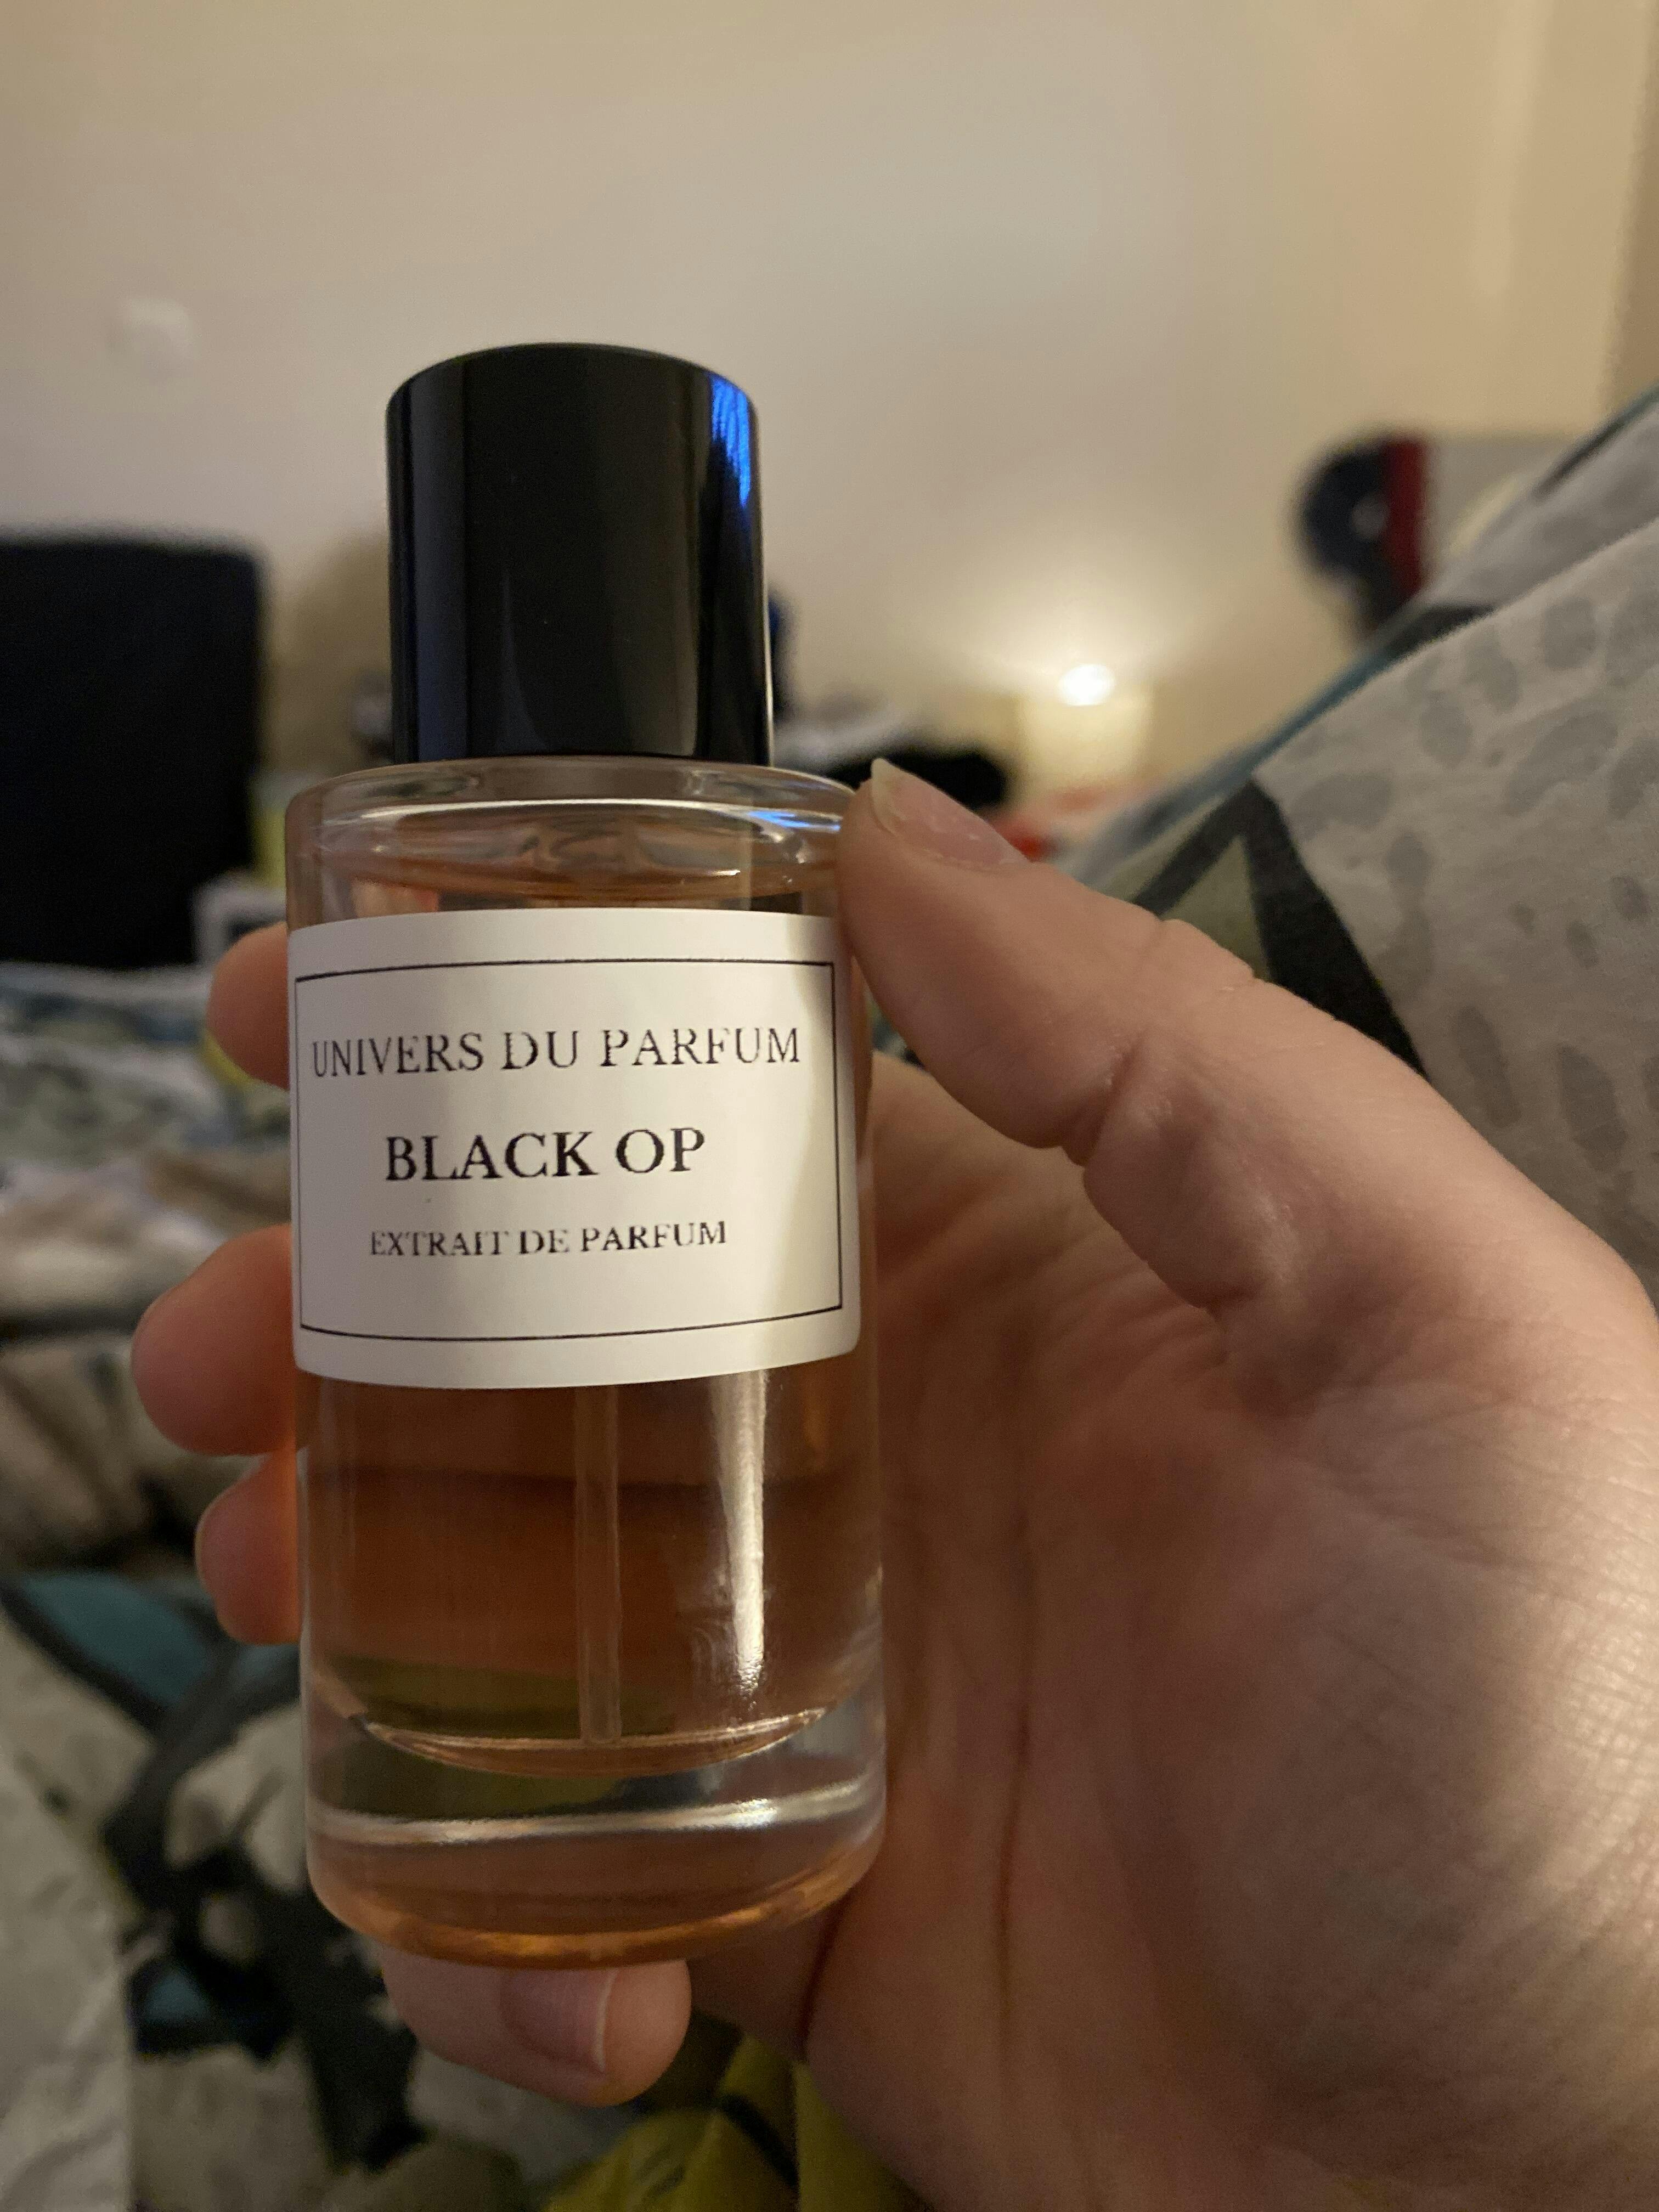 UNIVERS DU PARFUM
BLACK OP
EXTRAIT DE PARFUM